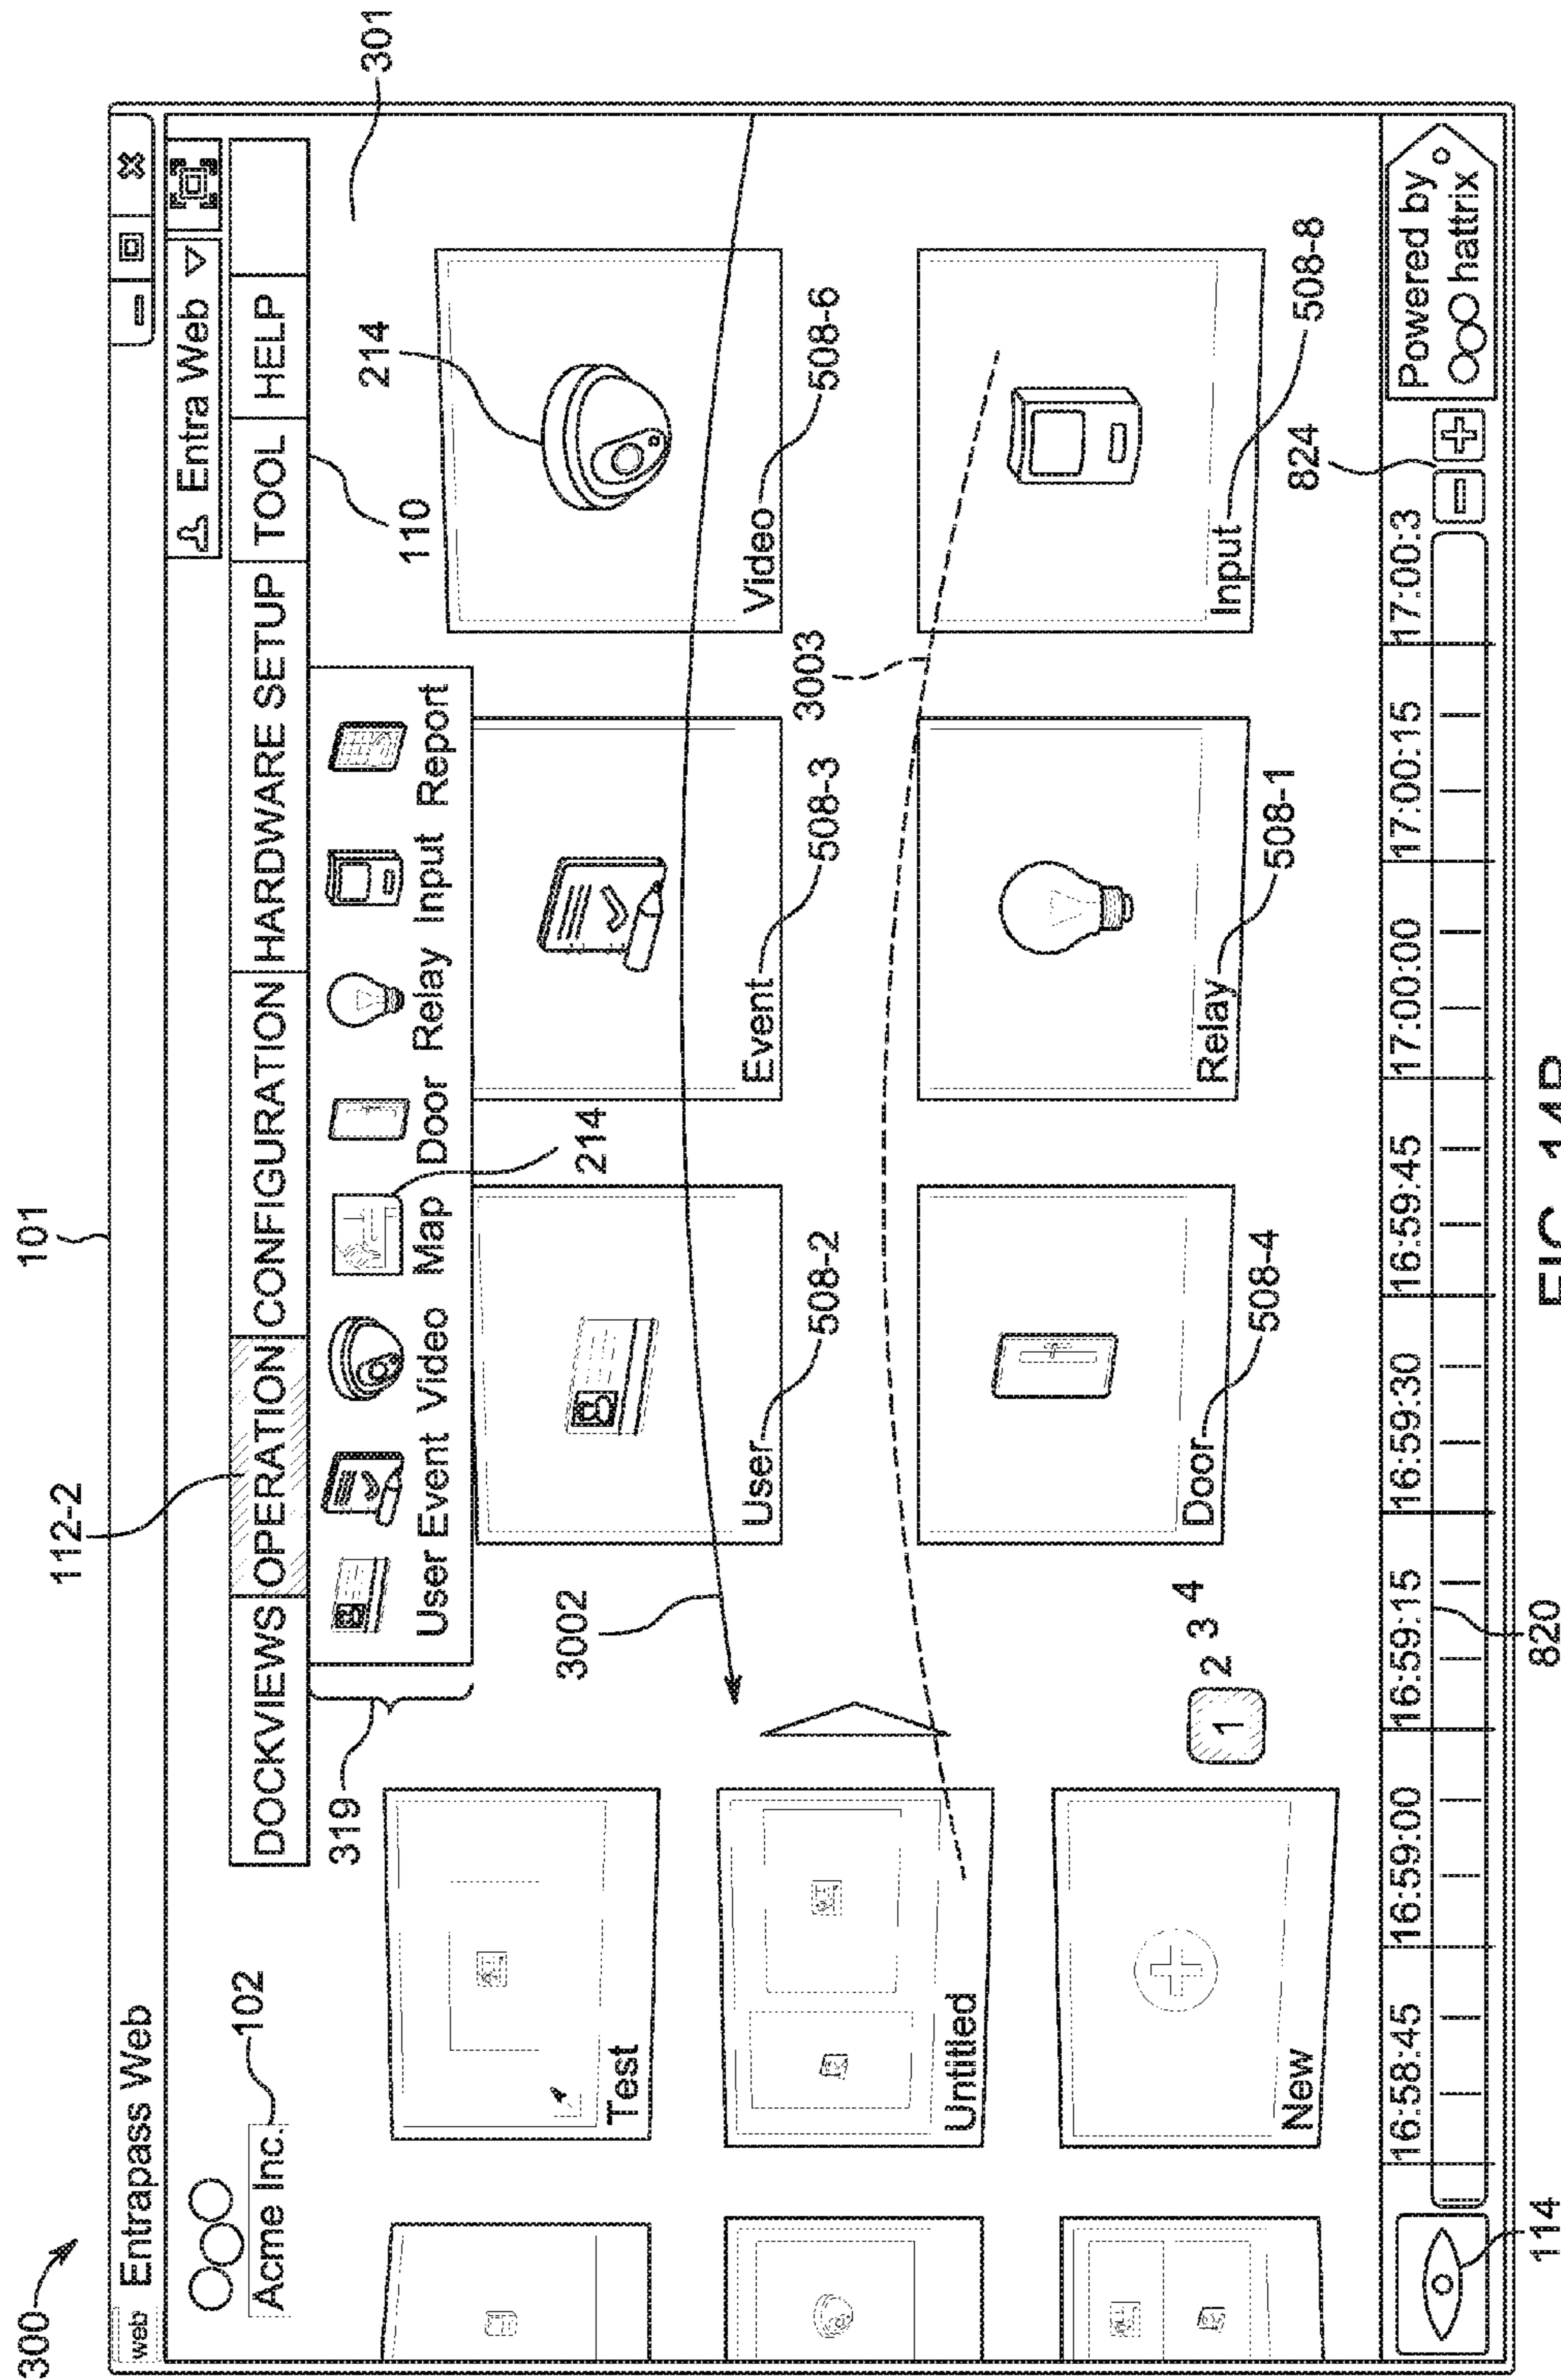 300
101
112-2
web Entrapass Web
Entra Web
Acme Inc.
102
DOCKVIEWS OPERATION CONFIGURATION HARDWARE SETUP TOOL HELP
319
User Event Video Map Door Relay Input Report
110
214
301
214
Test
3002
User 508-2
Event 508-3
Video 508-6
3003
Untitled
1 2 3 4
New
Door 508-4
Relay 508-1
Input 508-8
824
16:58:45 16:59:00 16:59:15 16:59:30 16:59:45 17:00:00 17:00:15 17:00:3
Powered by
hattrix
114
820
FIG. 14B